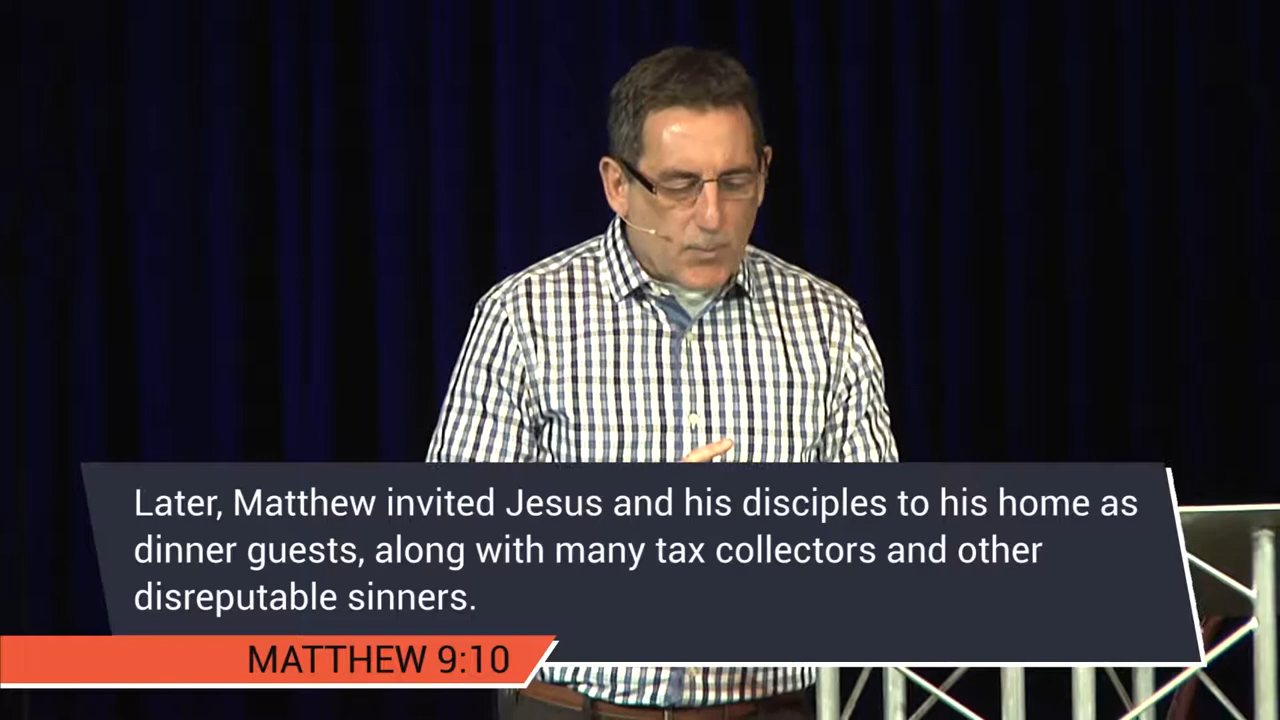 Later, Matthew invited Jesus and his disciples to his home as
dinner guests, along with many tax collectors and other
disreputable sinners.
MATTHEW 9:10